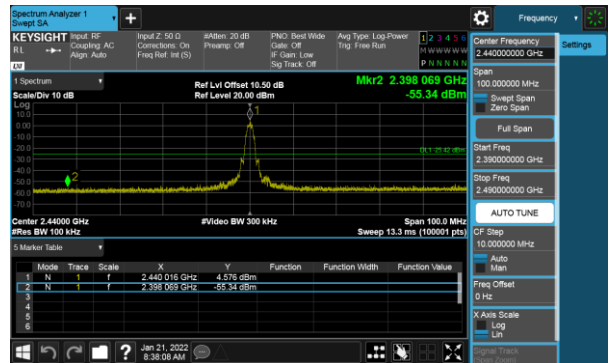 Spectrum Analyzer 1
Swept SA
+
Frequency
KEYSIGHT
RL
Input: RF
Coupling: AC
Align: Auto
Input Z: 50 Ω
Corrections: On
Freq Ref: Int (S)
#Atten: 20 dB
Preamp: Off
PNO: Best Wide
Gate: Off
IF Gain: Low
Sig Track: Off
Avg Type: Log-Power
Trig: Free Run
1 2 3 4 5 6
M W W W W W
P N N N N N
1 Spectrum
Scale/Div 10 dB
Ref Lvl Offset 10.50 dB
Ref Level 20.00 dBm
Mkr2 2.398 069 GHz
-55.34 dBm
Log
10.0
0.00
-10.0
-20.0
-30.0
-40.0
-50.0
-60.0
-70.0
1
2
DL1 -25.42 dBm
Center 2.44000 GHz
#Res BW 100 kHz
#Video BW 300 kHz
Span 100.0 MHz
Sweep 13.3 ms (100001 pts)
5 Marker Table
Mode Trace Scale X Y Function Function Width Function Value
1 N 1 f 2.440 016 GHz 4.576 dBm
2 N 1 f 2.398 069 GHz -55.34 dBm
3
4
5
6
Jan 21, 2022
8:38:08 AM
?
Center Frequency
2.440000000 GHz
Settings
Span
100.000000 MHz
Swept Span
Zero Span
Full Span
Start Freq
2.390000000 GHz
Stop Freq
2.490000000 GHz
AUTO TUNE
CF Step
10.000000 MHz
Auto
Man
Freq Offset
0 Hz
X Axis Scale
Log
Lin
Signal Track